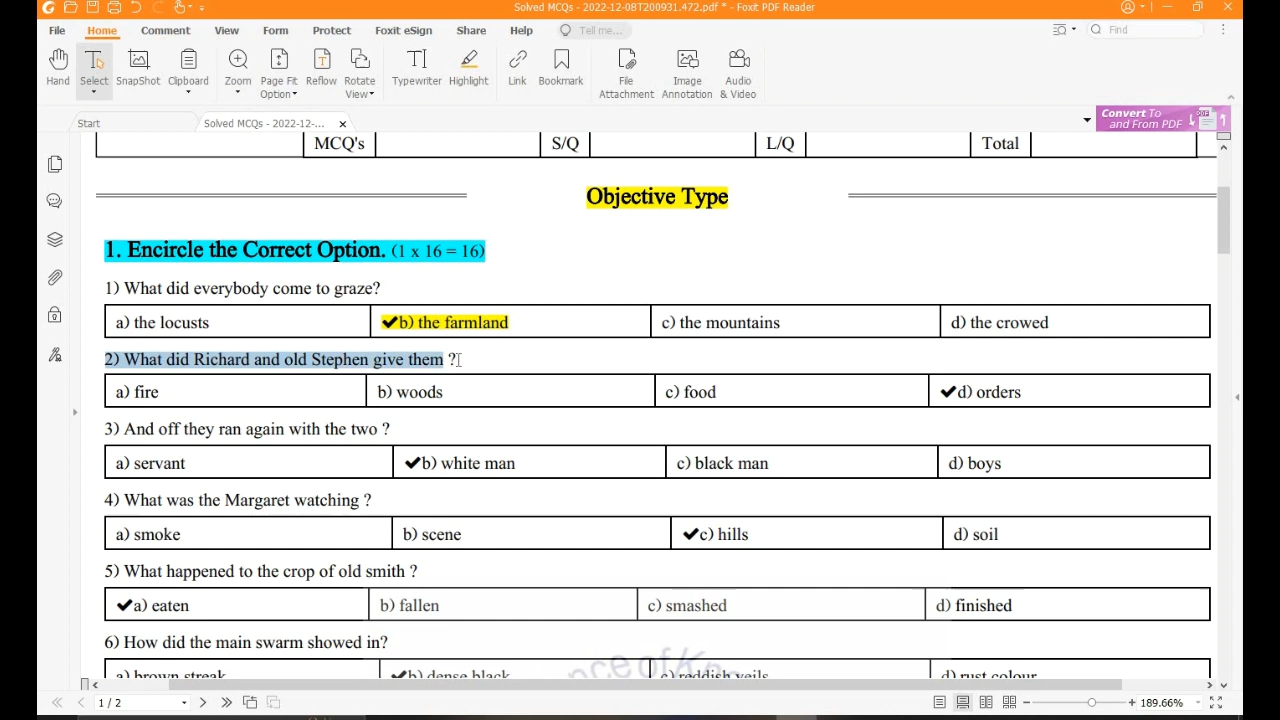 Solved MCQs - 2022-12-08T200931.472.pdf * - Foxit PDF Reader
File Home Comment View Form Protect Foxit eSign Share Help Tell me... Find
Hand Select SnapShot Clipboard Zoom Page Fit Option Reflow Rotate View Typewriter Highlight Link Bookmark File Attachment Image Annotation Audio & Video
Start Solved MCQs - 2022-12-... Convert To and From PDF PDF
MCQ's S/Q L/Q Total
Objective Type
1. Encircle the Correct Option. (1 x 16 = 16)
1) What did everybody come to graze?
a) the locusts ✔b) the farmland c) the mountains d) the crowed
2) What did Richard and old Stephen give them ?
a) fire b) woods c) food ✔d) orders
3) And off they ran again with the two ?
a) servant ✔b) white man c) black man d) boys
4) What was the Margaret watching ?
a) smoke b) scene ✔c) hills d) soil
5) What happened to the crop of old smith ?
✔a) eaten b) fallen c) smashed d) finished
6) How did the main swarm showed in?
a) brown streak ✔b) dense black c) reddish veils d) rust colour
1 / 2 189.66%